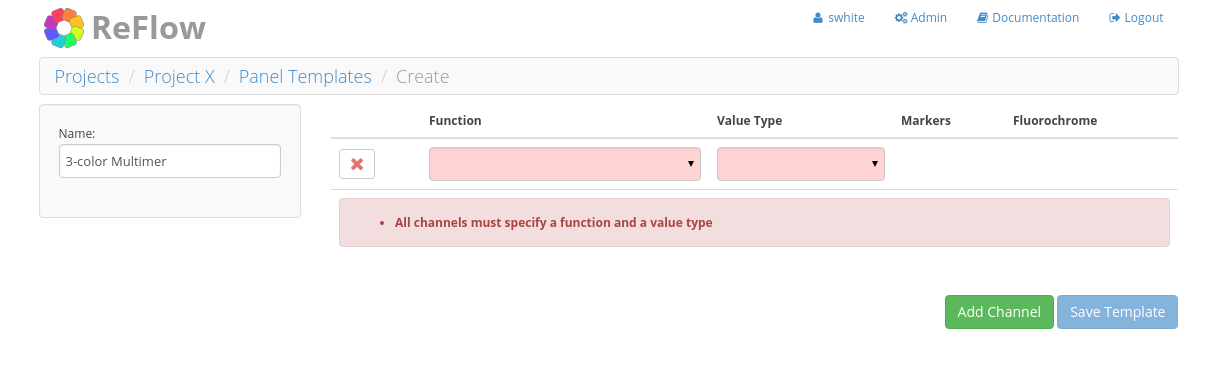 ReFlow
swhite Admin Documentation Logout
Projects / Project X / Panel Templates / Create
Name:
3-color Multimer
Function Value Type Markers Fluorochrome
• All channels must specify a function and a value type
Add Channel Save Template